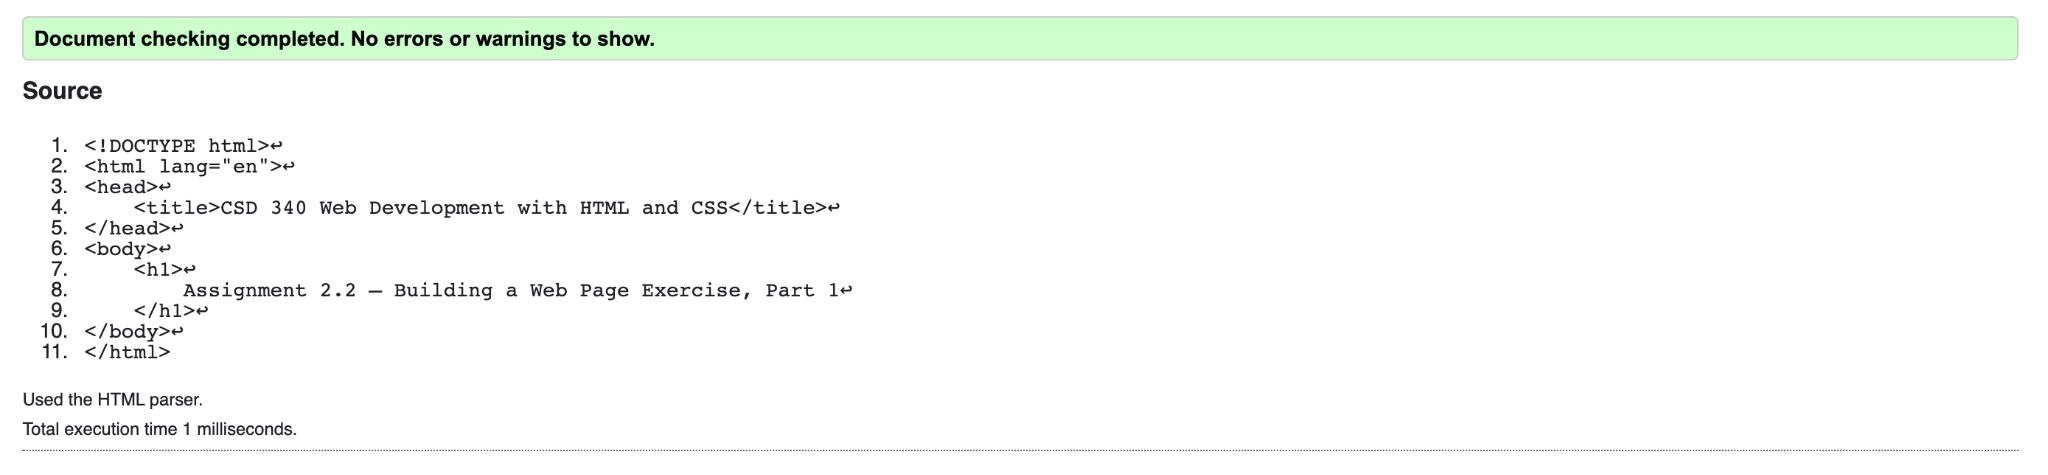 Document checking completed. No errors or warnings to show.
Source
1. <!DOCTYPE html>↩
2. <html lang="en">↩
3. <head>↩
4.     <title>CSD 340 Web Development with HTML and CSS</title>↩
5. </head>↩
6. <body>↩
7.     <h1>↩
8.         Assignment 2.2 – Building a Web Page Exercise, Part 1↩
9.     </h1>↩
10. </body>↩
11. </html>
Used the HTML parser.
Total execution time 1 milliseconds.